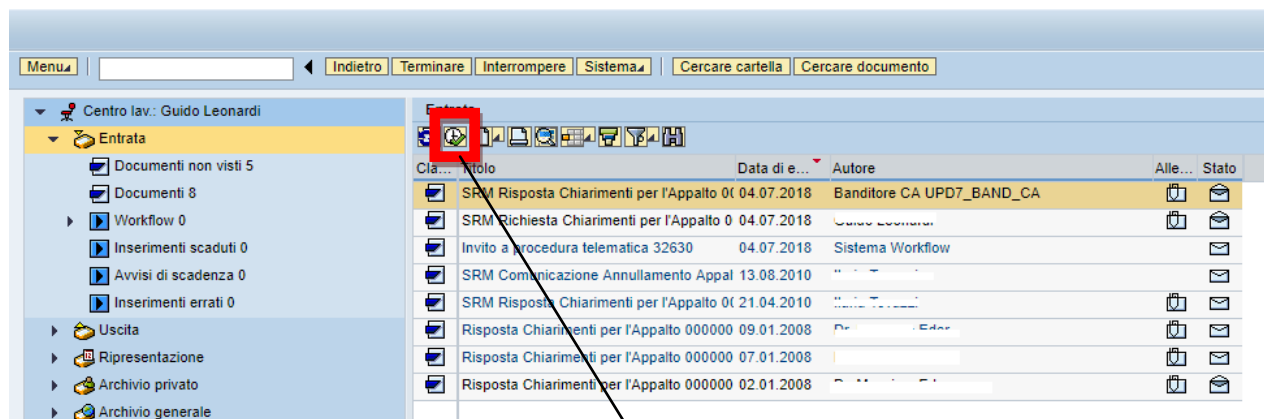 Menu Indietro Terminare Interrompere Sistema Cercare cartella Cercare documento
Centro lav.: Guido Leonardi
Entrata
Documenti non visti 5
Documenti 8
Workflow 0
Inserimenti scaduti 0
Avvisi di scadenza 0
Inserimenti errati 0
Uscita
Ripresentazione
Archivio privato
Archivio generale
Cla... Titolo Data di e... Autore Alle... Stato
SRM Risposta Chiarimenti per l'Appalto 0( 04.07.2018 Banditore CA UPD7_BAND_CA
SRM Richiesta Chiarimenti per l'Appalto 0 04.07.2018
Invito a procedura telematica 32630 04.07.2018 Sistema Workflow
SRM Comunicazione Annullamento Appal 13.08.2010
SRM Risposta Chiarimenti per l'Appalto 0( 21.04.2010
Risposta Chiarimenti per l'Appalto 000000 09.01.2008
Risposta Chiarimenti per l'Appalto 000000 07.01.2008
Risposta Chiarimenti per l'Appalto 000000 02.01.2008